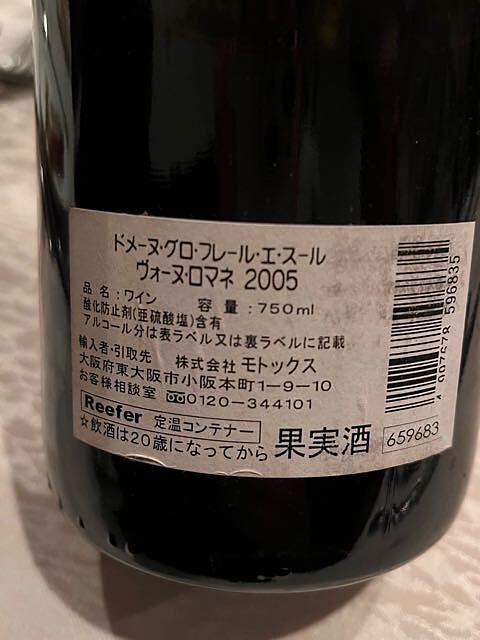 ドメーヌ・グロ・フレール・エ・スール
ヴォーヌ・ロマネ 2005
品 名：ワイン 容 量：750ml
酸化防止剤(亜硫酸塩)含有
アルコール分は表ラベル又は裏ラベルに記載
輸入者・引取先 株式会社 モトックス
大阪府東大阪市小阪本町1-9-10
お客様相談室 0120-344101
Reefer 定温コンテナー
☆飲酒は20歳になってから 果実酒
659683
4 997678 596835